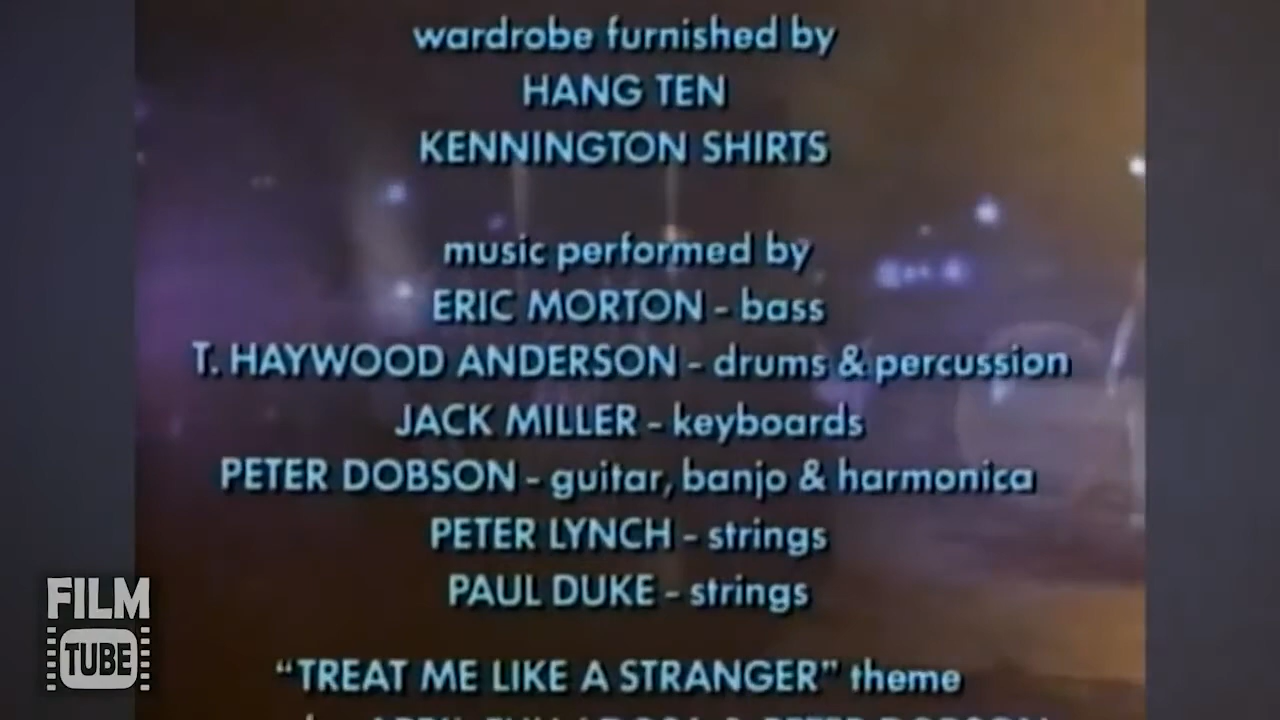 wardrobe furnished by
HANG TEN
KENNINGTON SHIRTS
music performed by
ERIC MORTON - bass
T. HAYWOOD ANDERSON - drums & percussion
JACK MILLER - keyboards
PETER DOBSON - guitar, banjo & harmonica
PETER LYNCH - strings
PAUL DUKE - strings
"TREAT ME LIKE A STRANGER" theme
FILM
TUBE